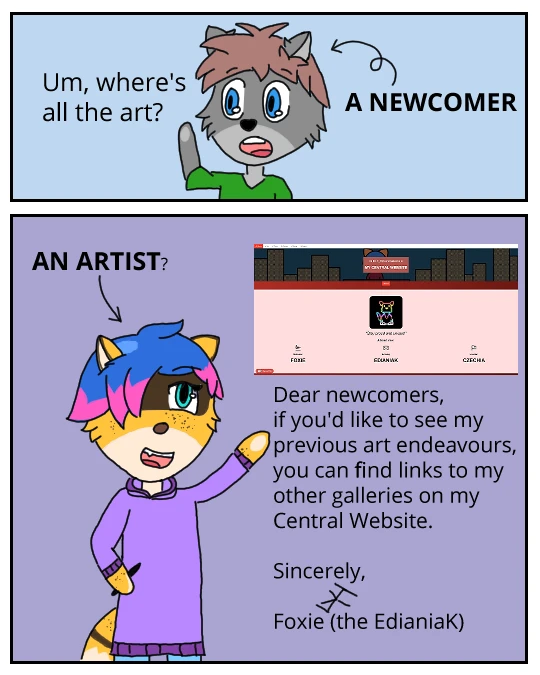 Um, where's
all the art?
A NEWCOMER
AN ARTIST?
MY CENTRAL WEBSITE
FOXIE
EDIANIAK
CZECHIA
Dear newcomers,
if you'd like to see my
previous art endeavours,
you can find links to my
other galleries on my
Central Website.
Sincerely,
Foxie (the EdianiaK)